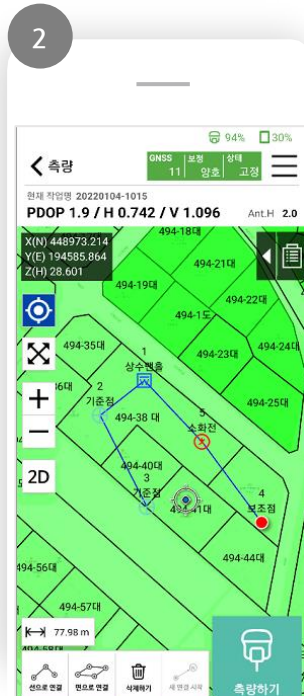 2
94% 30%
측량
GNSS 11 보정 양호 상태 고정
현재 작업명 20220104-1015
PDOP 1.9 / H 0.742 / V 1.096 Ant.H 2.0
X(N) 448973.214
Y(E) 194585.864
Z(H) 28.601
494-18대
494-21대
494-19대
494-22대
494-1도
494-35대
494-23대
494-24대
1
상수맨홀
2
기준점
494-25대
494-38 대
5
소화전
494-40대
3
기준점
4
보조점
494-44대
494-56대
494-57대
2D
77.98 m
선으로 연결 면으로 연결 삭제하기 새 연결 시작
측량하기